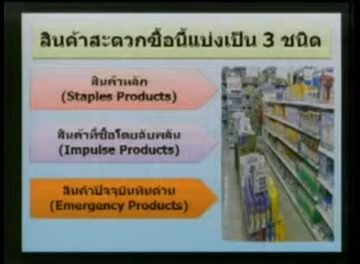 สินค้าสะดวกซื้อนี้แบ่งเป็น 3 ชนิด
สินค้าหลัก
(Staples Products)
สินค้าที่ซื้อโดยฉับพลัน
(Impulse Products)
สินค้าปัจจุบันทันด่วน
(Emergency Products)